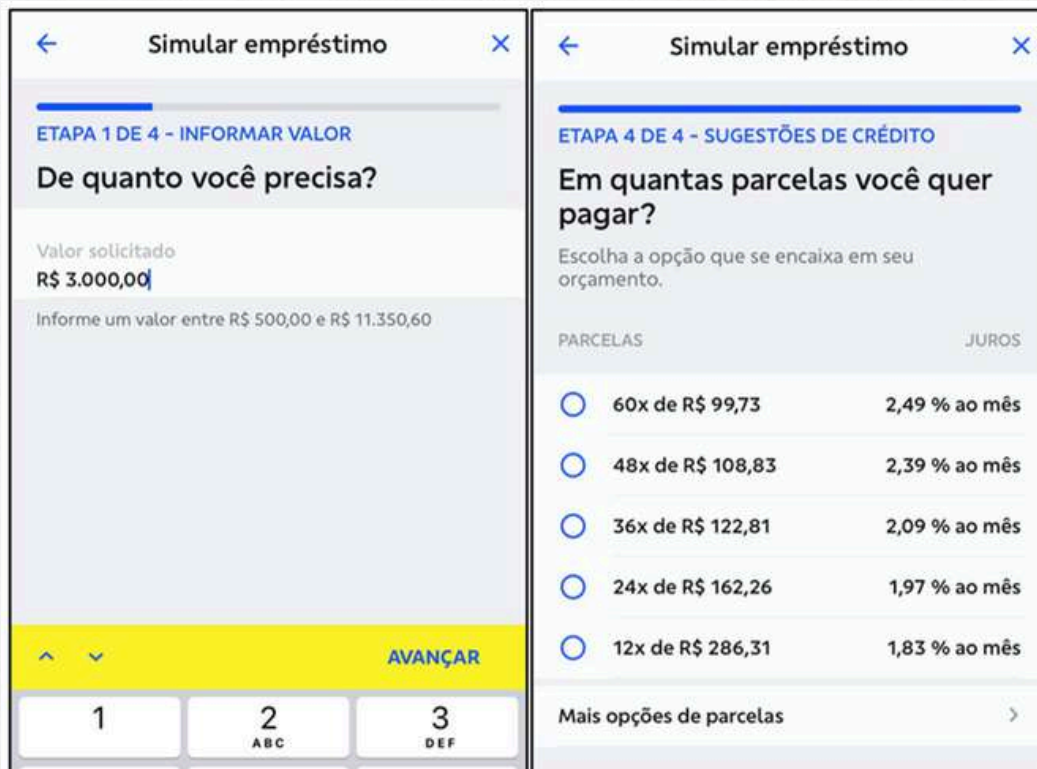 Simular empréstimo
ETAPA 1 DE 4 - INFORMAR VALOR
De quanto você precisa?
Valor solicitado
R$ 3.000,00
Informe um valor entre R$ 500,00 e R$ 11.350,60
AVANÇAR
1
2
ABC
3
DEF
Simular empréstimo
ETAPA 4 DE 4 - SUGESTÕES DE CRÉDITO
Em quantas parcelas você quer
pagar?
Escolha a opção que se encaixa em seu
orçamento.
PARCELAS JUROS
60x de R$ 99,73 2,49 % ao mês
48x de R$ 108,83 2,39 % ao mês
36x de R$ 122,81 2,09 % ao mês
24x de R$ 162,26 1,97 % ao mês
12x de R$ 286,31 1,83 % ao mês
Mais opções de parcelas